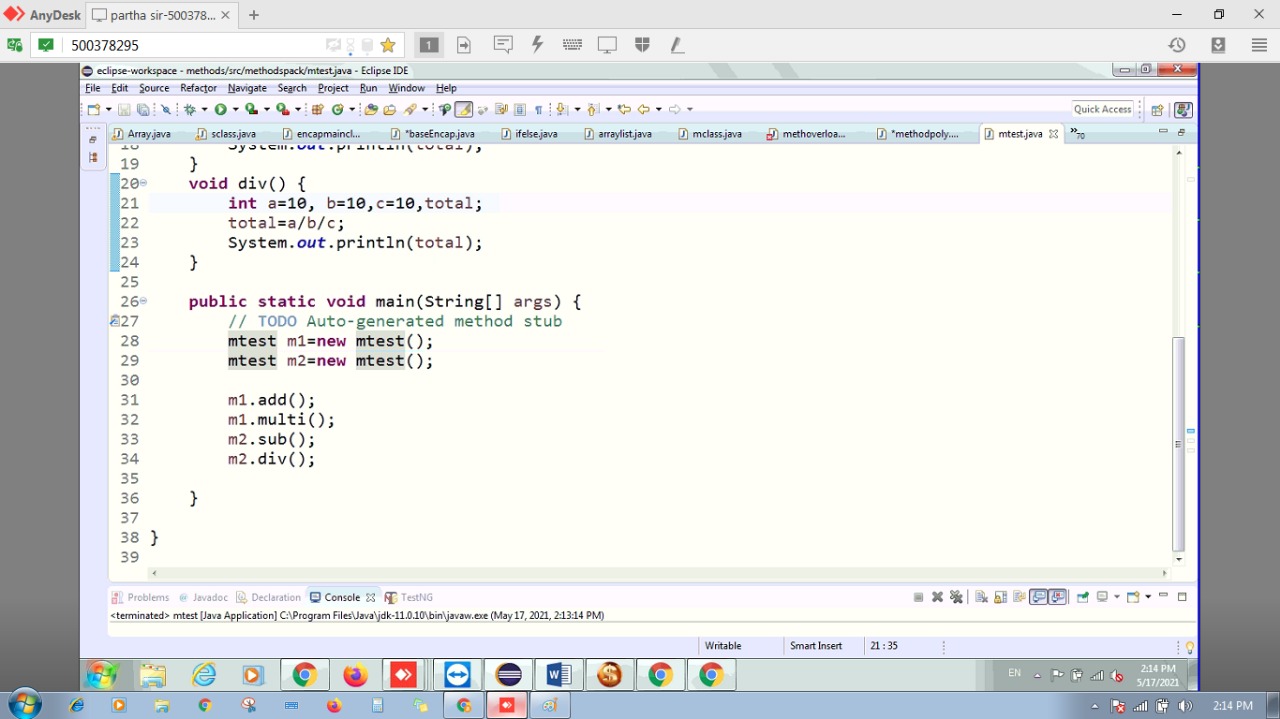 AnyDesk partha sir-500378...
500378295 1
eclipse-workspace - methods/src/methodspack/mtest.java - Eclipse IDE
File Edit Source Refactor Navigate Search Project Run Window Help
Quick Access
Array.java sclass.java encapmaincl... *baseEncap.java ifelse.java arraylist.java mclass.java methoverloa... *methodpoly.... mtest.java »70
18 System.out.println(total);
19 }
20 void div() {
21 int a=10, b=10,c=10,total;
22 total=a/b/c;
23 System.out.println(total);
24 }
25
26 public static void main(String[] args) {
27 // TODO Auto-generated method stub
28 mtest m1=new mtest();
29 mtest m2=new mtest();
30
31 m1.add();
32 m1.multi();
33 m2.sub();
34 m2.div();
35
36 }
37
38 }
39
Problems Javadoc Declaration Console TestNG
<terminated> mtest [Java Application] C:\Program Files\Java\jdk-11.0.10\bin\javaw.exe (May 17, 2021, 2:13:14 PM)
Writable Smart Insert 21 : 35
EN 2:14 PM
5/17/2021
2:14 PM